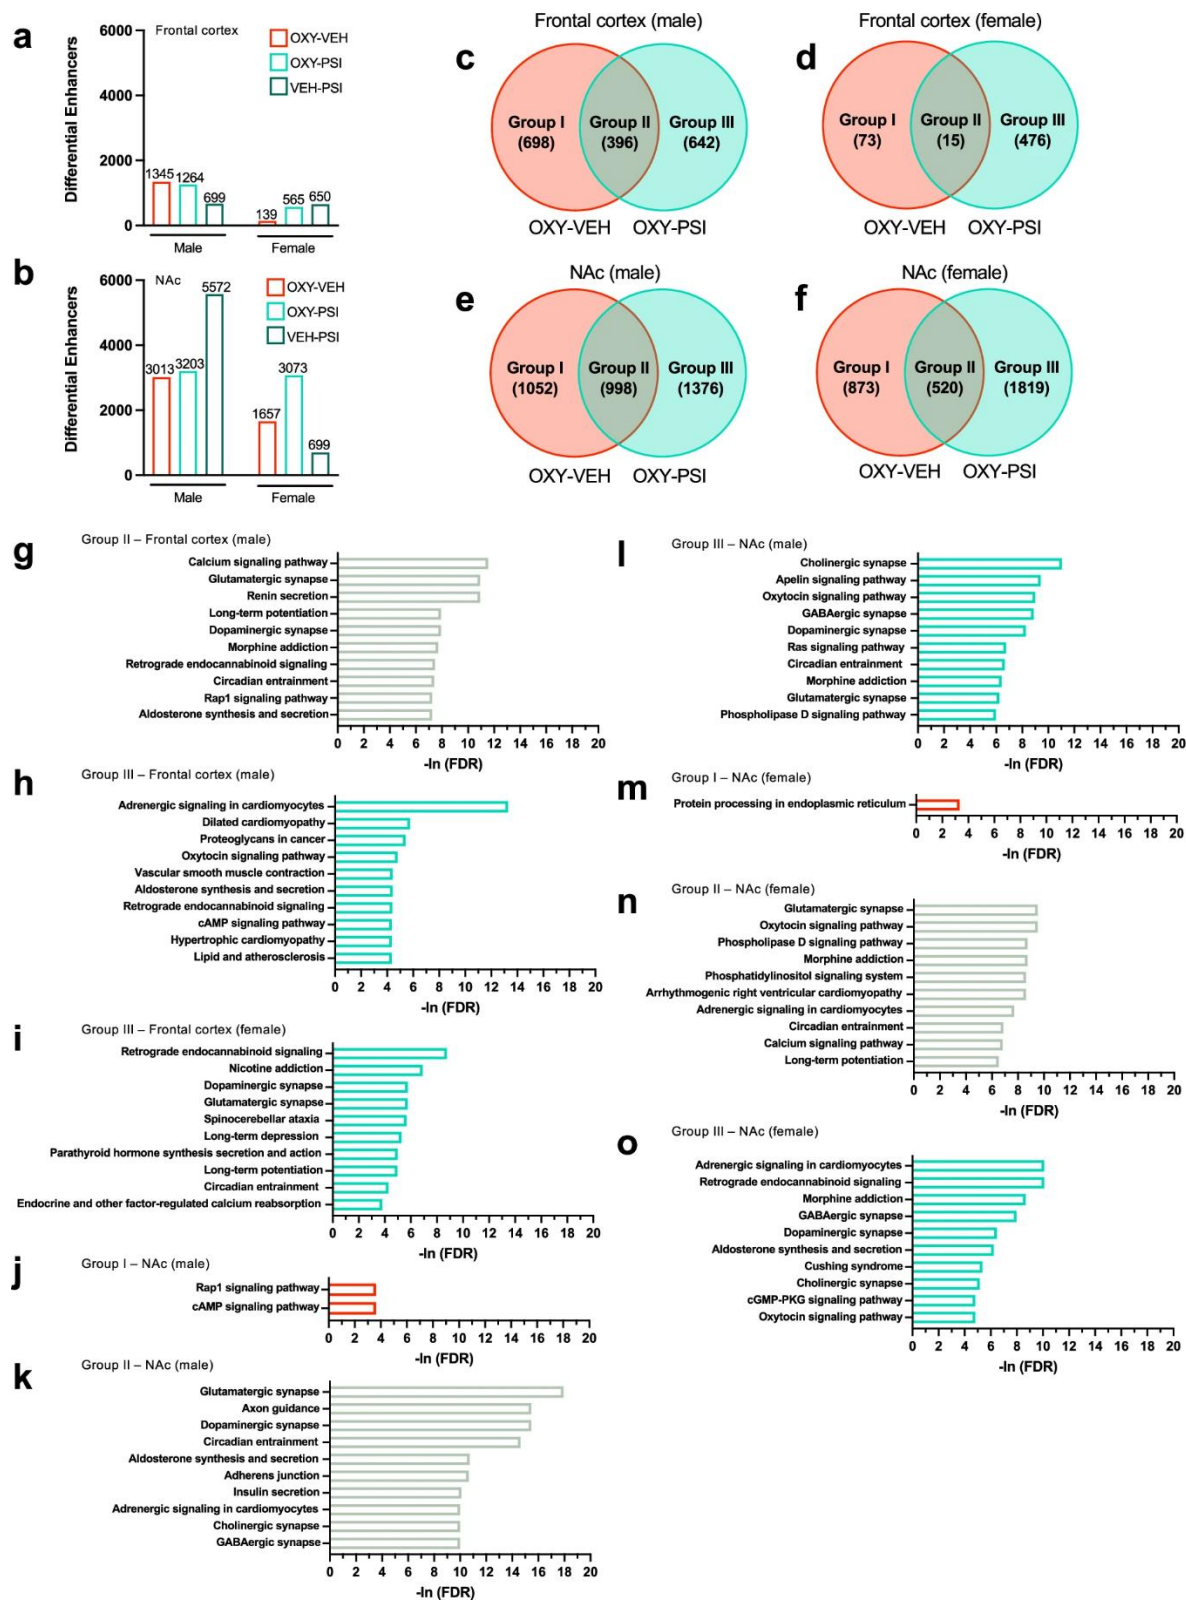 a
6000
4000
2000
0
Differential Enhancers
Frontal cortex
OXY-VEH
OXY-PSI
VEH-PSI
1345
1264
699
139
565
650
Male
Female
b
6000
4000
2000
0
Differential Enhancers
NAc
OXY-VEH
OXY-PSI
VEH-PSI
3013
3203
5572
1657
3073
699
Male
Female
c
Frontal cortex (male)
Group I
(698)
Group II
(396)
Group III
(642)
OXY-VEH
OXY-PSI
d
Frontal cortex (female)
Group I
(73)
Group II
(15)
Group III
(476)
OXY-VEH
OXY-PSI
e
NAc (male)
Group I
(1052)
Group II
(998)
Group III
(1376)
OXY-VEH
OXY-PSI
f
NAc (female)
Group I
(873)
Group II
(520)
Group III
(1819)
OXY-VEH
OXY-PSI
g
Group II – Frontal cortex (male)
Calcium signaling pathway
Glutamatergic synapse
Renin secretion
Long-term potentiation
Dopaminergic synapse
Morphine addiction
Retrograde endocannabinoid signaling
Circadian entrainment
Rap1 signaling pathway
Aldosterone synthesis and secretion
0 2 4 6 8 10 12 14 16 18 20
-ln (FDR)
h
Group III – Frontal cortex (male)
Adrenergic signaling in cardiomyocytes
Dilated cardiomyopathy
Proteoglycans in cancer
Oxytocin signaling pathway
Vascular smooth muscle contraction
Aldosterone synthesis and secretion
Retrograde endocannabinoid signaling
cAMP signaling pathway
Hypertrophic cardiomyopathy
Lipid and atherosclerosis
0 2 4 6 8 10 12 14 16 18 20
-ln (FDR)
i
Group III – Frontal cortex (female)
Retrograde endocannabinoid signaling
Nicotine addiction
Dopaminergic synapse
Glutamatergic synapse
Spinocerebellar ataxia
Long-term depression
Parathyroid hormone synthesis secretion and action
Long-term potentiation
Circadian entrainment
Endocrine and other factor-regulated calcium reabsorption
0 2 4 6 8 10 12 14 16 18 20
-ln (FDR)
j
Group I – NAc (male)
Rap1 signaling pathway
cAMP signaling pathway
0 2 4 6 8 10 12 14 16 18 20
-ln (FDR)
k
Group II – NAc (male)
Glutamatergic synapse
Axon guidance
Dopaminergic synapse
Circadian entrainment
Aldosterone synthesis and secretion
Adherens junction
Insulin secretion
Adrenergic signaling in cardiomyocytes
Cholinergic synapse
GABAergic synapse
0 2 4 6 8 10 12 14 16 18 20
-ln (FDR)
l
Group III – NAc (male)
Cholinergic synapse
Apelin signaling pathway
Oxytocin signaling pathway
GABAergic synapse
Dopaminergic synapse
Ras signaling pathway
Circadian entrainment
Morphine addiction
Glutamatergic synapse
Phospholipase D signaling pathway
0 2 4 6 8 10 12 14 16 18 20
-ln (FDR)
m
Group I – NAc (female)
Protein processing in endoplasmic reticulum
0 2 4 6 8 10 12 14 16 18 20
-ln (FDR)
n
Group II – NAc (female)
Glutamatergic synapse
Oxytocin signaling pathway
Phospholipase D signaling pathway
Morphine addiction
Phosphatidylinositol signaling system
Arrhythmogenic right ventricular cardiomyopathy
Adrenergic signaling in cardiomyocytes
Circadian entrainment
Calcium signaling pathway
Long-term potentiation
0 2 4 6 8 10 12 14 16 18 20
-ln (FDR)
o
Group III – NAc (female)
Adrenergic signaling in cardiomyocytes
Retrograde endocannabinoid signaling
Morphine addiction
GABAergic synapse
Dopaminergic synapse
Aldosterone synthesis and secretion
Cushing syndrome
Cholinergic synapse
cGMP-PKG signaling pathway
Oxytocin signaling pathway
0 2 4 6 8 10 12 14 16 18 20
-ln (FDR)